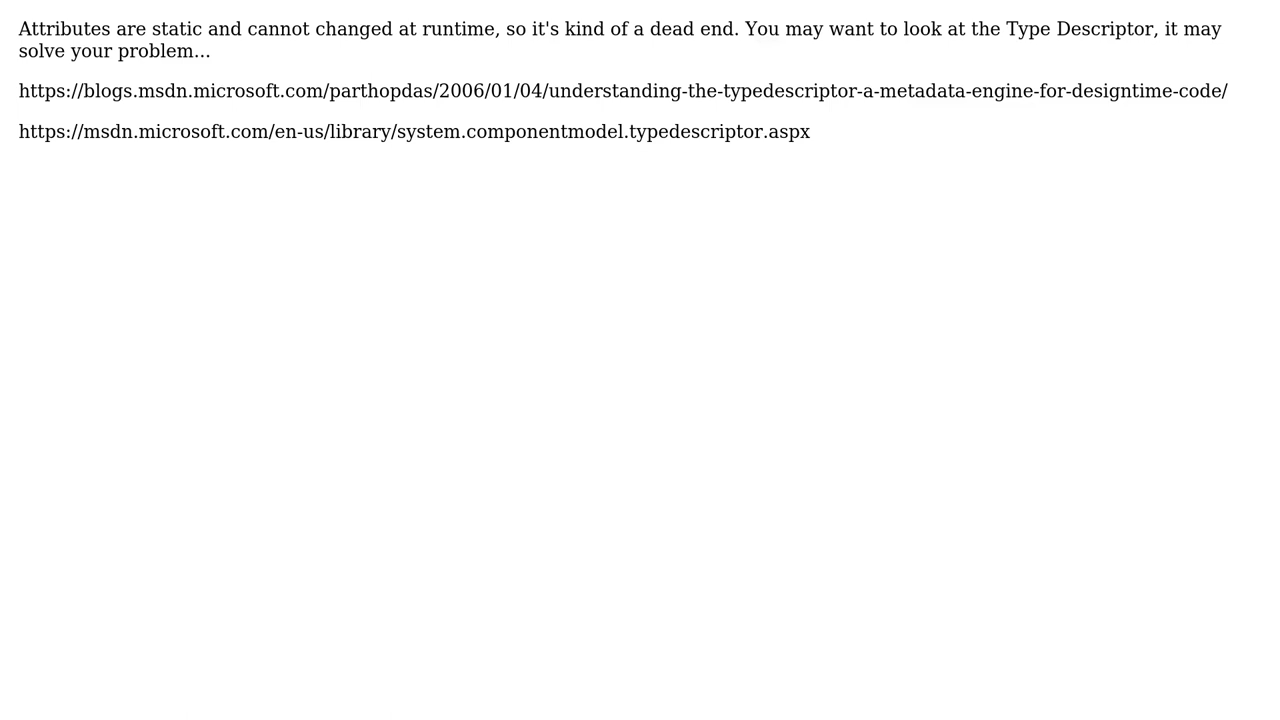 Attributes are static and cannot changed at runtime, so it's kind of a dead end. You may want to look at the Type Descriptor, it may
solve your problem...
https://blogs.msdn.microsoft.com/parthopdas/2006/01/04/understanding-the-typedescriptor-a-metadata-engine-for-designtime-code/
https://msdn.microsoft.com/en-us/library/system.componentmodel.typedescriptor.aspx